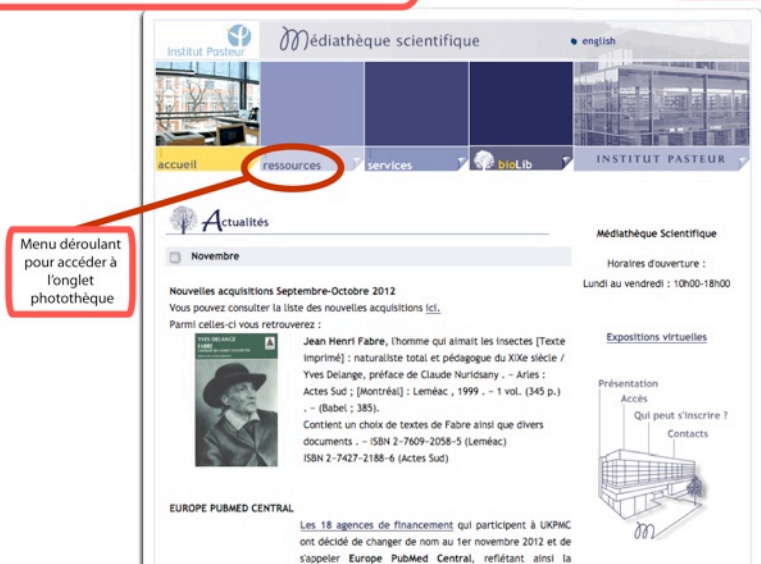 Institut Pasteur
Médiathèque scientifique
english
accueil
ressources
services
bioLib
INSTITUT PASTEUR
Menu déroulant
pour accéder à
l'onglet
photothèque
Actualités
Novembre
Nouvelles acquisitions Septembre-Octobre 2012
Vous pouvez consulter la liste des nouvelles acquisitions ici.
Parmi celles-ci vous retrouverez :
YVES DELANGE
FABRE
Jean Henri Fabre, l'homme qui aimait les insectes [Texte
imprimé] : naturaliste total et pédagogue du XIXe siècle /
Yves Delange, préface de Claude Nuridsany . – Arles :
Actes Sud ; [Montréal] : Leméac , 1999 . – 1 vol. (345 p.)
. – (Babel ; 385).
Contient un choix de textes de Fabre ainsi que divers
documents . – ISBN 2-7609-2058-5 (Leméac)
ISBN 2-7427-2188-6 (Actes Sud)
EUROPE PUBMED CENTRAL
Les 18 agences de financement qui participent à UKPMC
ont décidé de changer de nom au 1er novembre 2012 et de
s'appeler Europe PubMed Central, reflétant ainsi la
Médiathèque Scientifique
Horaires d'ouverture :
Lundi au vendredi : 10h00-18h00
Expositions virtuelles
Présentation
Accès
Qui peut s'inscrire ?
Contacts